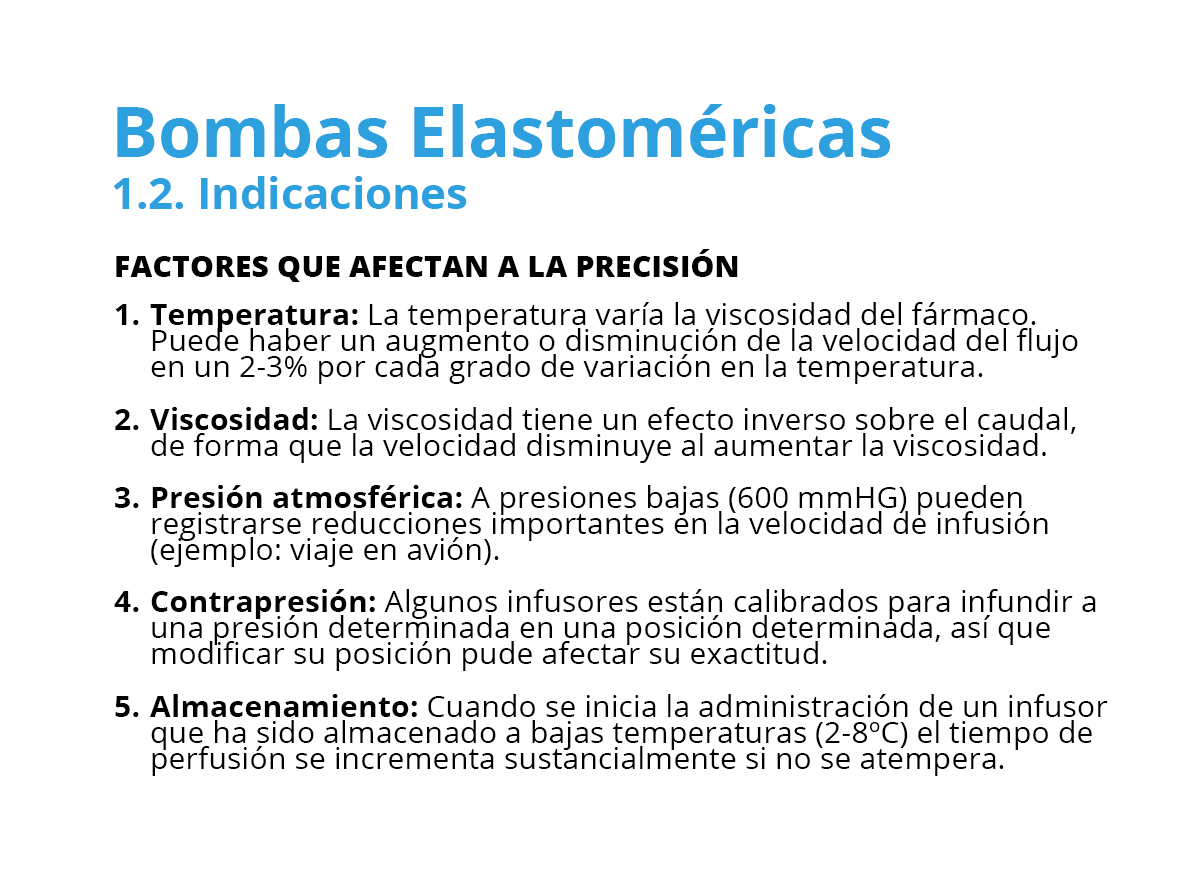 Bombas Elastoméricas
1.2. Indicaciones
FACTORES QUE AFECTAN A LA PRECISIÓN
1. Temperatura: La temperatura varía la viscosidad del fármaco.
Puede haber un augmento o disminución de la velocidad del flujo
en un 2-3% por cada grado de variación en la temperatura.
2. Viscosidad: La viscosidad tiene un efecto inverso sobre el caudal,
de forma que la velocidad disminuye al aumentar la viscosidad.
3. Presión atmosférica: A presiones bajas (600 mmHG) pueden
registrarse reducciones importantes en la velocidad de infusión
(ejemplo: viaje en avión).
4. Contrapresión: Algunos infusores están calibrados para infundir a
una presión determinada en una posición determinada, así que
modificar su posición pude afectar su exactitud.
5. Almacenamiento: Cuando se inicia la administración de un infusor
que ha sido almacenado a bajas temperaturas (2-8ºC) el tiempo de
perfusión se incrementa sustancialmente si no se atempera.